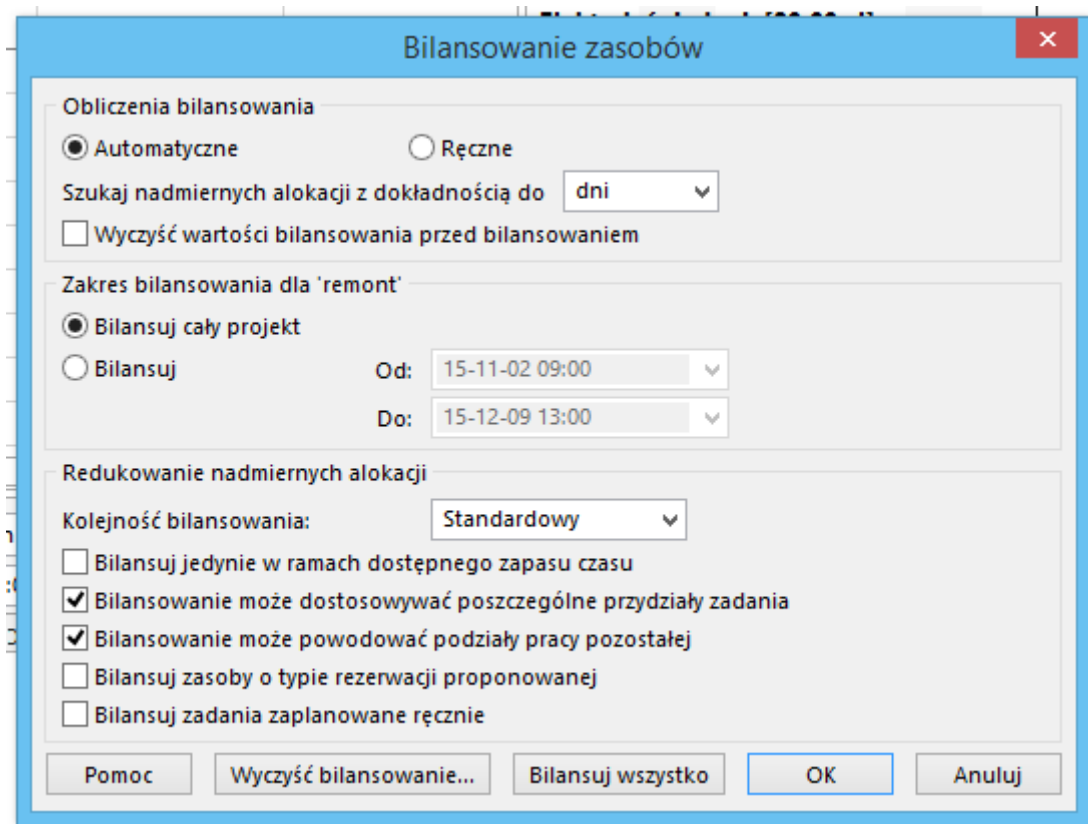 Bilansowanie zasobów
Obliczenia bilansowania
Automatyczne Ręczne
Szukaj nadmiernych alokacji z dokładnością do dni
Wyczyść wartości bilansowania przed bilansowaniem
Zakres bilansowania dla 'remont'
Bilansuj cały projekt
Bilansuj Od: 15-11-02 09:00
Do: 15-12-09 13:00
Redukowanie nadmiernych alokacji
Kolejność bilansowania: Standardowy
Bilansuj jedynie w ramach dostępnego zapasu czasu
Bilansowanie może dostosowywać poszczególne przydziały zadania
Bilansowanie może powodować podziały pracy pozostałej
Bilansuj zasoby o typie rezerwacji proponowanej
Bilansuj zadania zaplanowane ręcznie
Pomoc Wyczyść bilansowanie... Bilansuj wszystko OK Anuluj